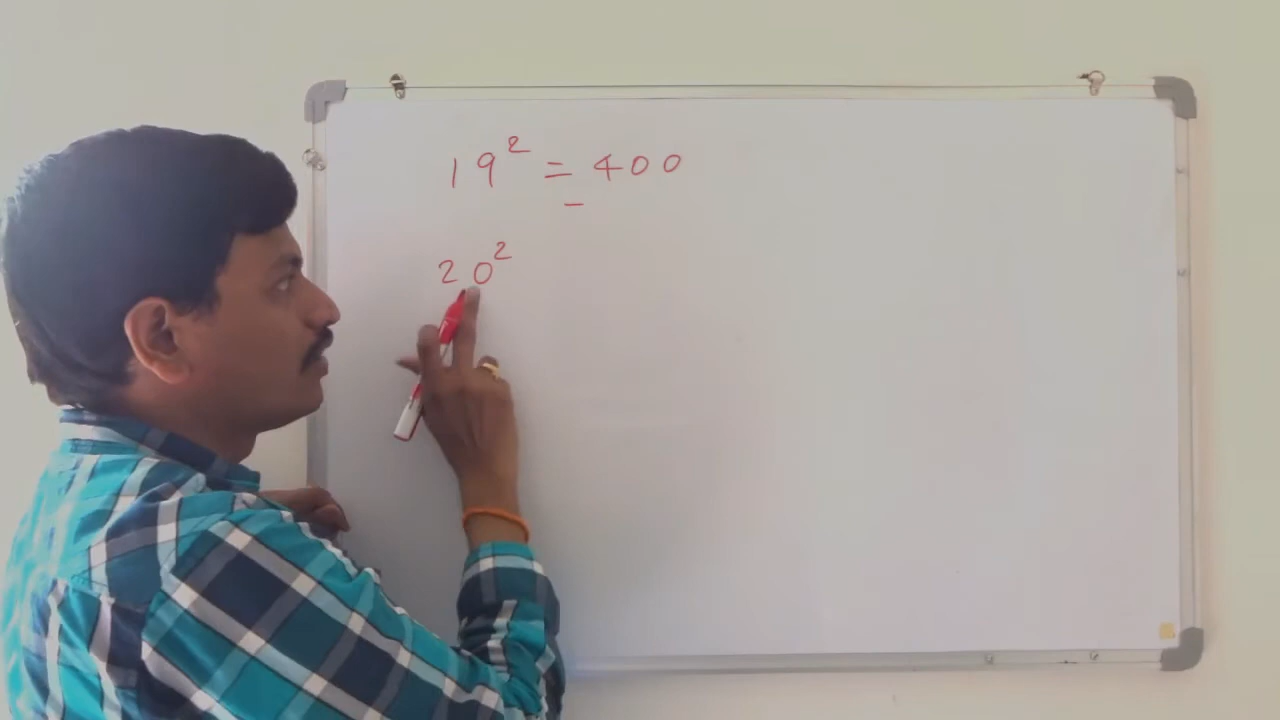 19² = 400
-
20²